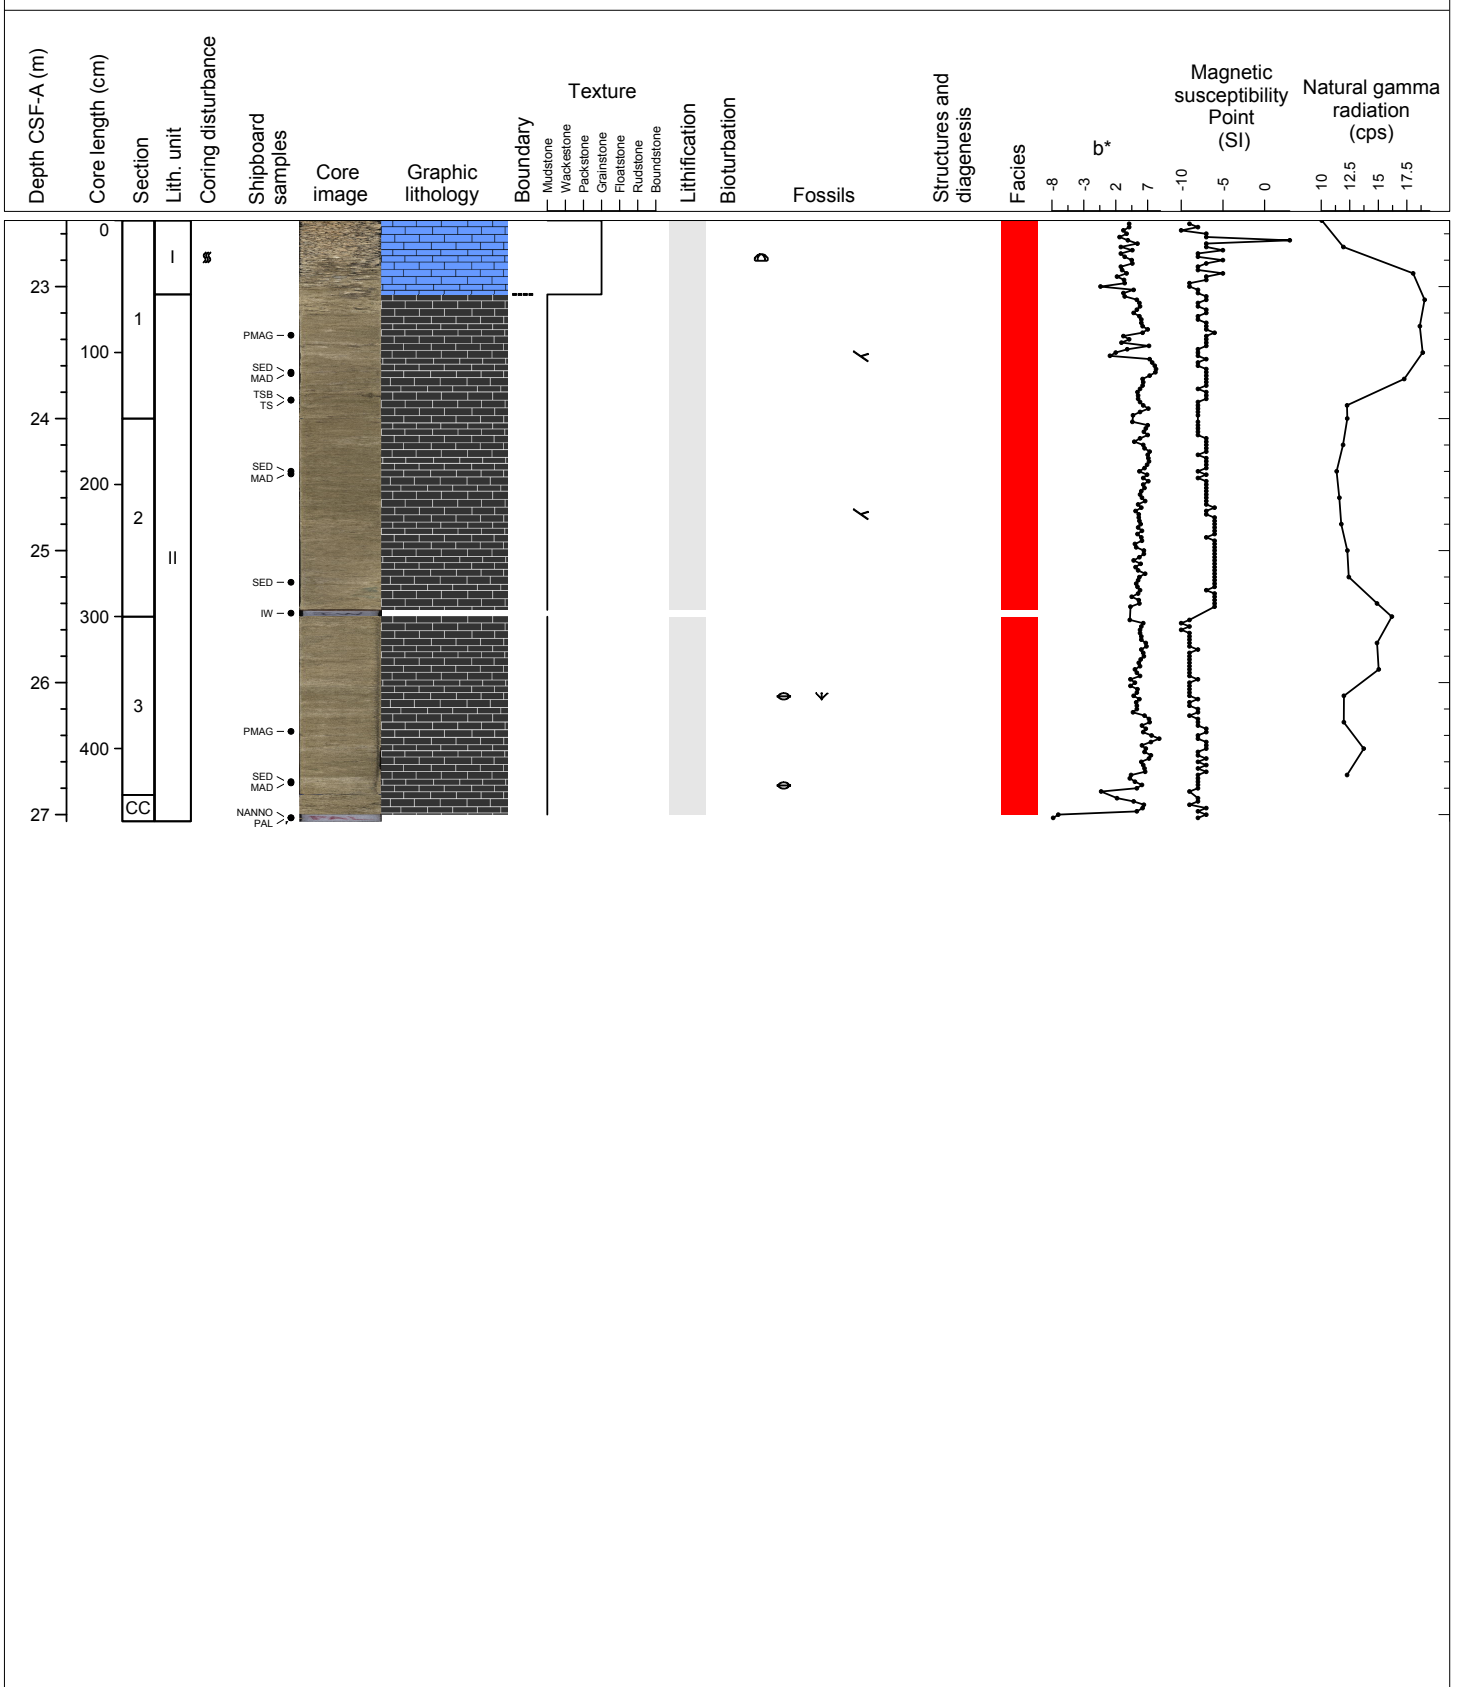 Depth CSF-A (m)
Core length (cm)
Section
Lith. unit
Coring disturbance
Shipboard
samples
Core
image
Graphic
lithology
Boundary
Texture
Mudstone
Wackestone
Packstone
Grainstone
Floatstone
Rudstone
Boundstone
Lithification
Bioturbation
Fossils
Structures and
diagenesis
Facies
b*
-8 -3 2 7
Magnetic
susceptibility
Point
(SI)
-10 -5 0
Natural gamma
radiation
(cps)
10 12.5 15 17.5
0
I
23
1
PMAG
100
SED
MAD
TSB
TS
24
SED
MAD
200
2
25
II
SED
IW
300
26
3
PMAG
400
SED
MAD
CC
NANNO
27
PAL